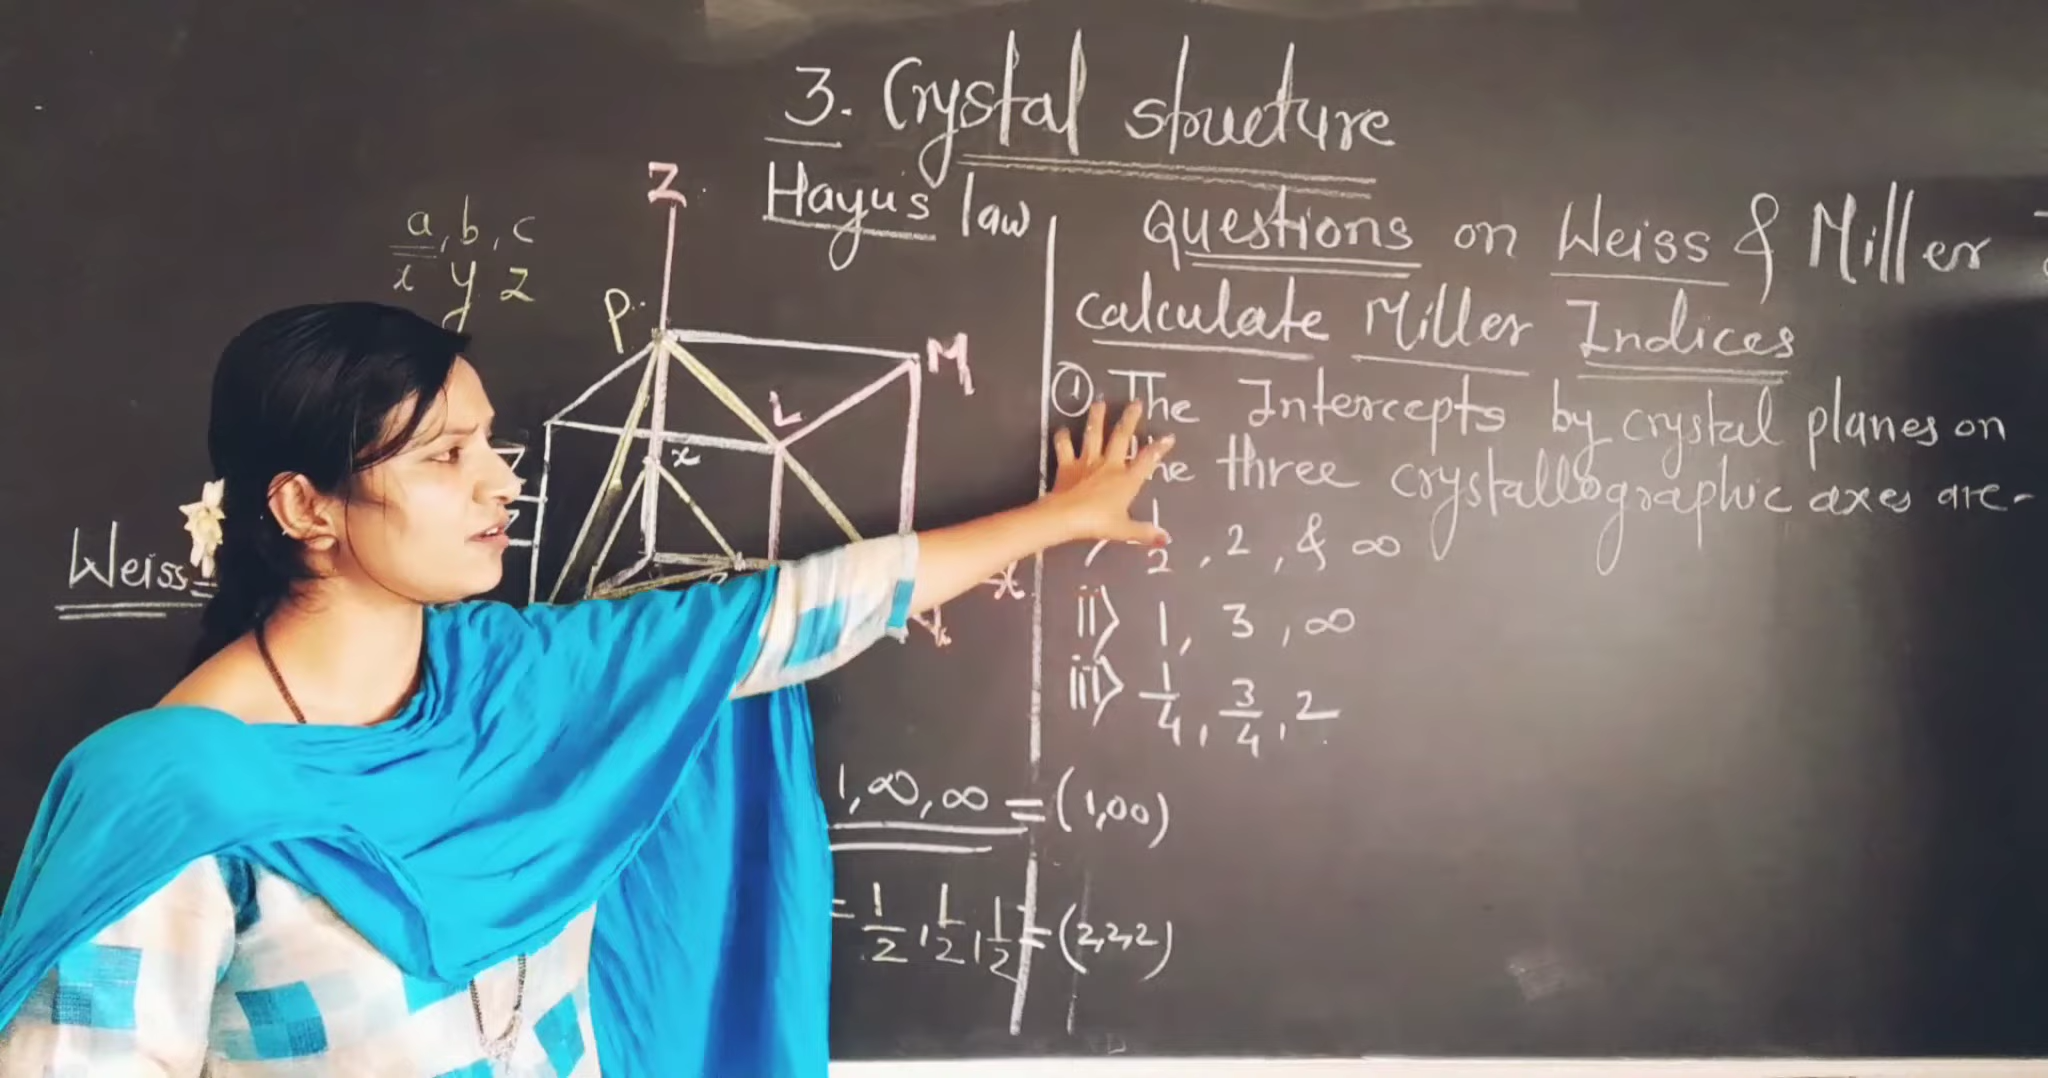 3. Crystal structure
Hayu's law
a, b, c
x y z
Z
P
M
L
x
x
Weiss
1, ∞, ∞ = (1,00)
= 1/2, 1/2, 1/2 = (2,2,2)
Questions on Weiss & Miller
Calculate Miller Indices
① The Intercepts by crystal planes on
the three crystallographic axes are-
1/2, 2, & ∞
ii) 1, 3, ∞
iii) 1/4, 3/4, 2